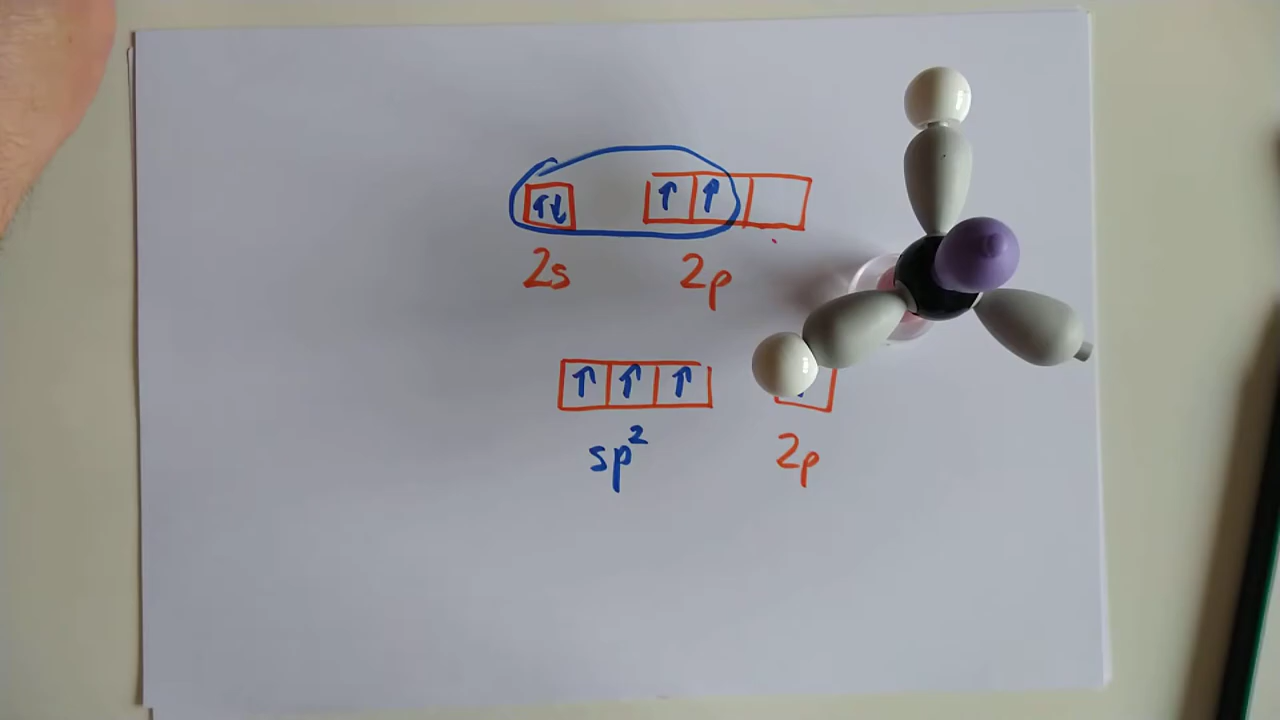 ↑↓ ↑ ↑
2s 2p
↑ ↑ ↑
sp² 2p